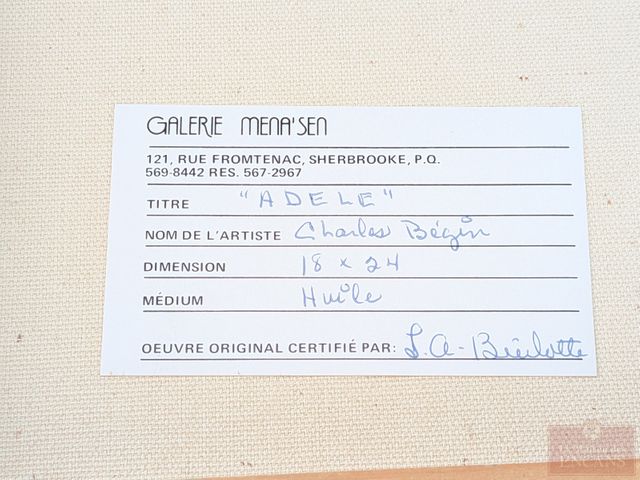 GALERIE MENA'SEN
121, RUE FROMTENAC, SHERBROOKE, P.Q.
569-8442 RES. 567-2967
TITRE "ADELE"
NOM DE L'ARTISTE Charles Bégin
DIMENSION 18 x 24
MÉDIUM Huile
OEUVRE ORIGINAL CERTIFIÉ PAR: L.A-
ENCANS